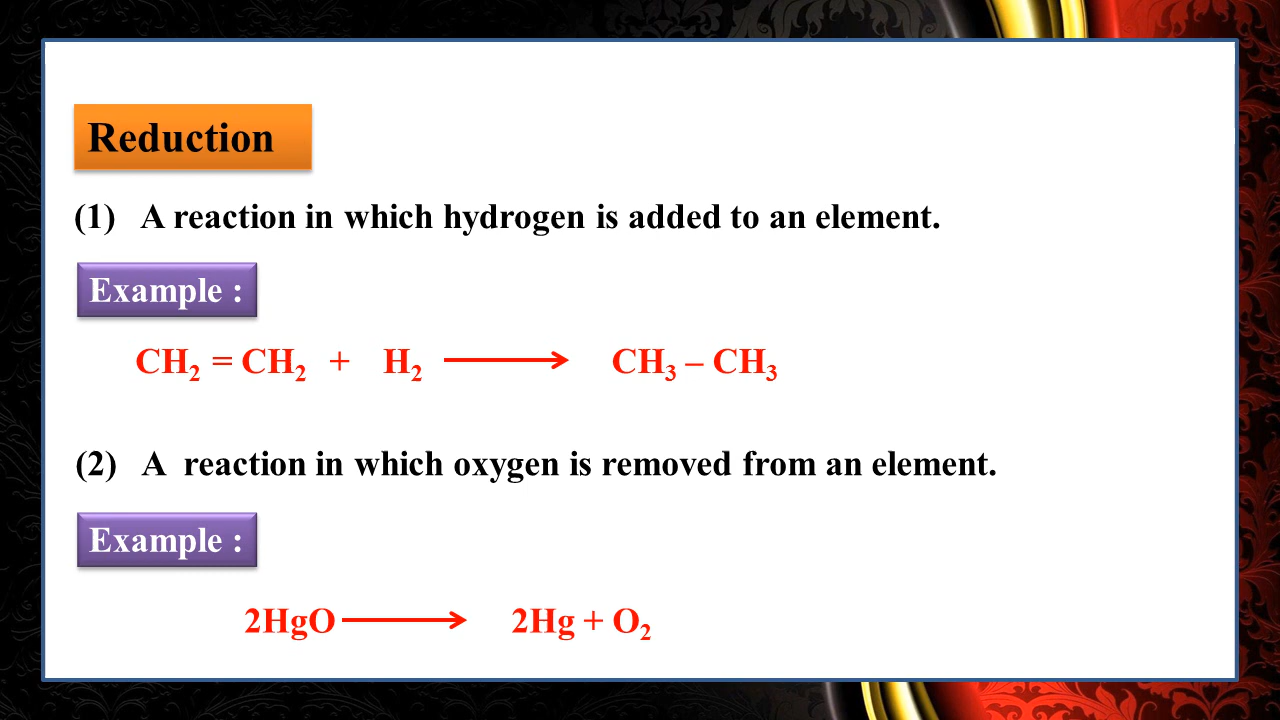 Reduction
(1) A reaction in which hydrogen is added to an element.
Example :
CH₂ = CH₂ + H₂ ⟶ CH₃ – CH₃
(2) A reaction in which oxygen is removed from an element.
Example :
2HgO ⟶ 2Hg + O₂